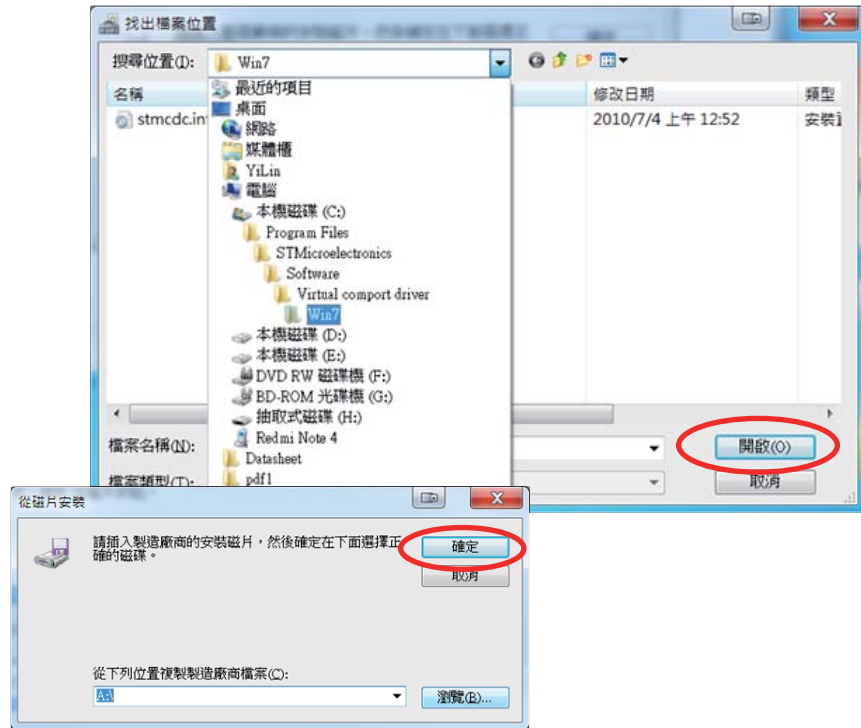 找出檔案位置
搜尋位置(I): Win7
名稱 修改日期 類型
stmcdc.in 2010/7/4 上午 12:52 安裝
最近的項目
桌面
網路
媒體櫃
YiLin
電腦
本機磁碟 (C:)
Program Files
STMicroelectronics
Software
Virtual comport driver
Win7
本機磁碟 (D:)
本機磁碟 (E:)
DVD RW 磁碟機 (F:)
BD-ROM 光碟機 (G:)
抽取式磁碟 (H:)
Redmi Note 4
Datasheet
pdf1
檔案名稱(N): 開啟(O)
檔案類型(T): 取消
從磁片安裝
請插入製造廠商的安裝磁片，然後確定在下面選擇正
確的磁碟。
確定
取消
從下列位置複製製造廠商檔案(C):
A:\ 瀏覽(B)...